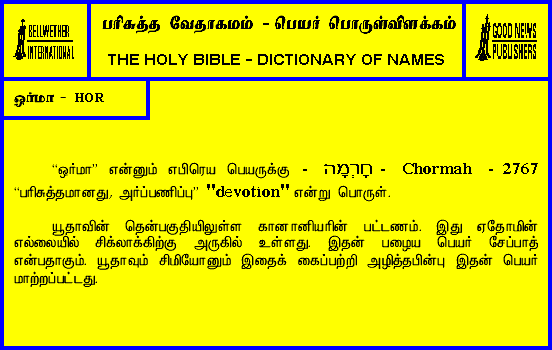 BELLWETHER
INTERNATIONAL
பரிசுத்த வேதாகமம் - பெயர் பொருள்விளக்கம்
THE HOLY BIBLE - DICTIONARY OF NAMES
GOOD NEWS
PUBLISHERS
ஒர்மா - HOR
“ஒர்மா” என்னும் எபிரெய பெயருக்கு - חָרְמָה - Chormah - 2767
“பரிசுத்தமானது, அர்ப்பணிப்பு” "devotion" என்று பொருள்.
யூதாவின் தென்பகுதியிலுள்ள கானானியரின் பட்டணம். இது ஏதோமின்
எல்லையில் சிக்லாக்கிற்கு அருகில் உள்ளது. இதன் பழைய பெயர் சேப்பாத்
என்பதாகும். யூதாவும் சிமியோனும் இதைக் கைப்பற்றி அழித்தபின்பு இதன் பெயர்
மாற்றப்பட்டது.